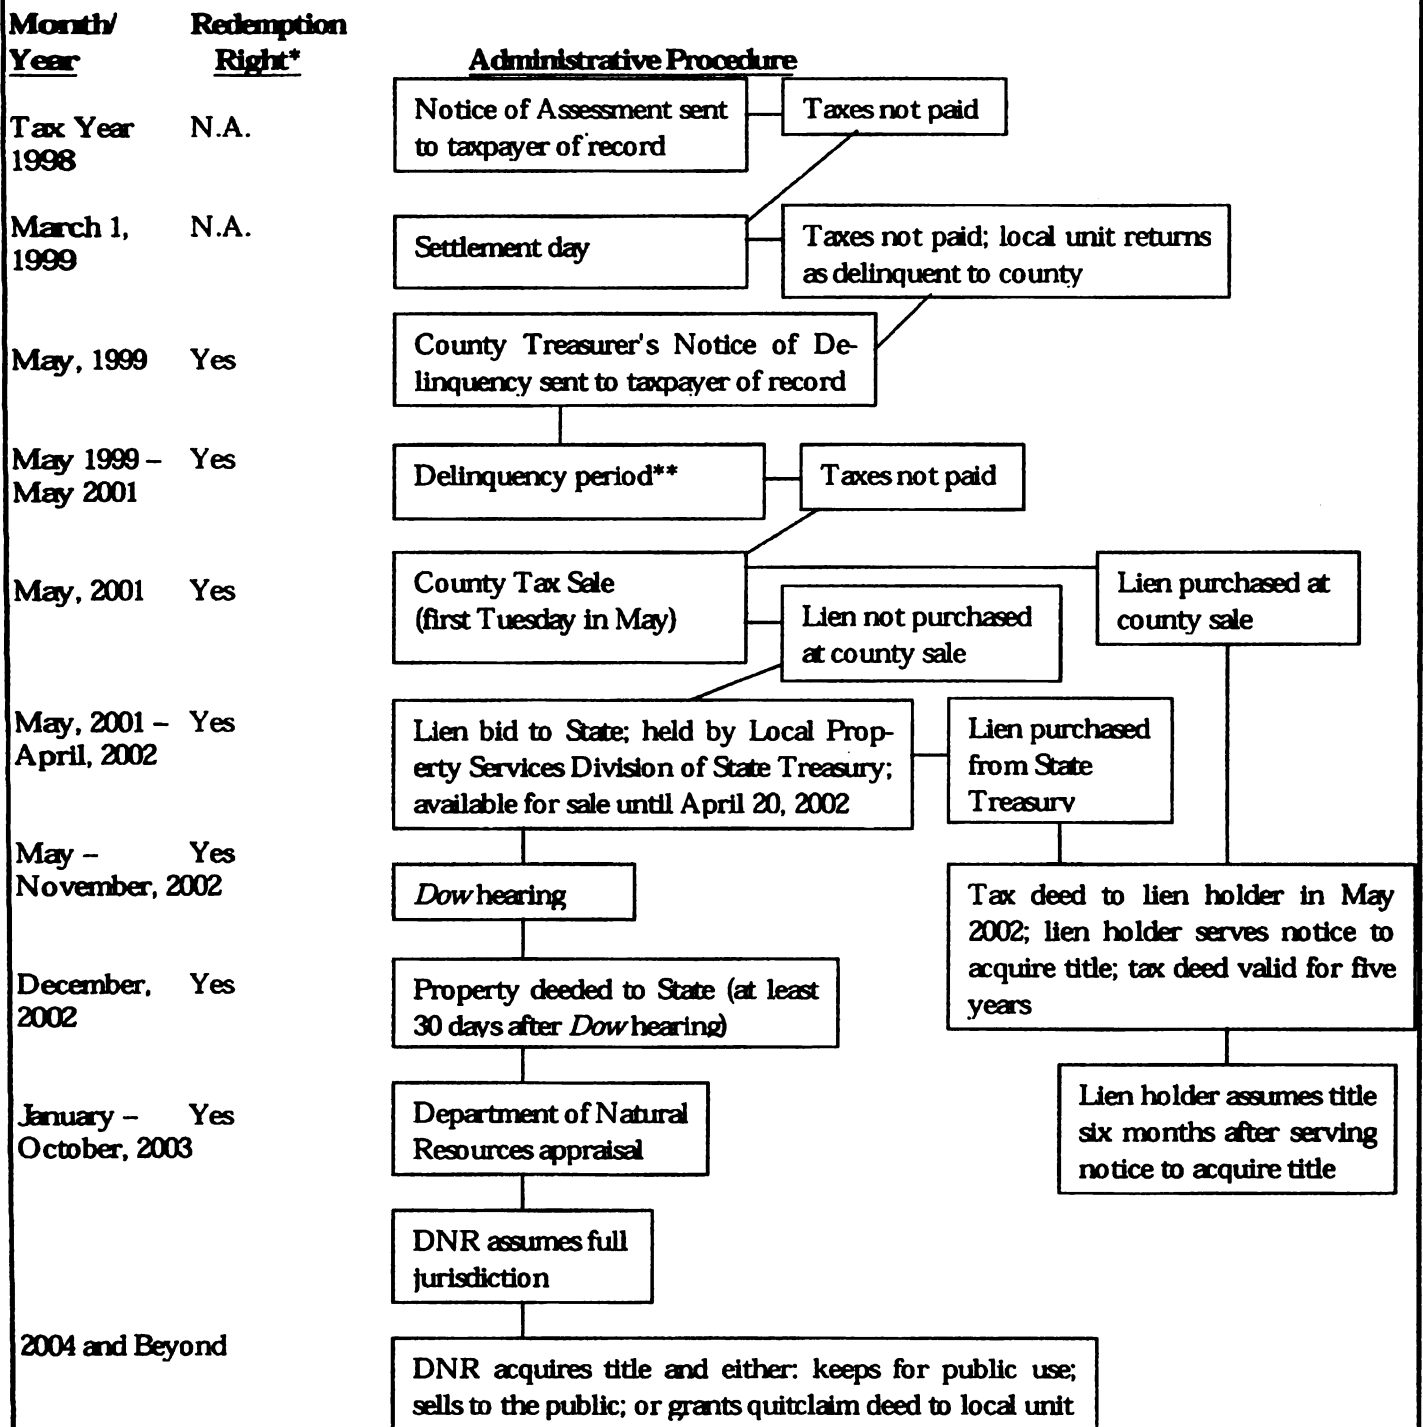 Month/ Redemption
Year Right* Administrative Procedure
Tax Year 1998 N.A.
Notice of Assessment sent
to taxpayer of record
Taxes not paid
March 1,
1999
N.A.
Settlement day
Taxes not paid; local unit returns
as delinquent to county
May, 1999 Yes
County Treasurer's Notice of De-
linquency sent to taxpayer of record
May 1999 – Yes
May 2001
Delinquency period**
Taxes not paid
May, 2001 Yes
County Tax Sale
(first Tuesday in May)
Lien not purchased
at county sale
Lien purchased at
county sale
May, 2001 – Yes
April, 2002
Lien bid to State; held by Local Prop-
erty Services Division of State Treasury;
available for sale until April 20, 2002
Lien purchased
from State
Treasury
May – Yes
November, 2002
Dow hearing
Tax deed to lien holder in May
2002; lien holder serves notice to
acquire title; tax deed valid for five
years
December, Yes
2002
Property deeded to State (at least
30 days after Dow hearing)
January – Yes
October, 2003
Department of Natural
Resources appraisal
Lien holder assumes title
six months after serving
notice to acquire title
DNR assumes full
jurisdiction
2004 and Beyond
DNR acquires title and either: keeps for public use;
sells to the public; or grants quitclaim deed to local unit